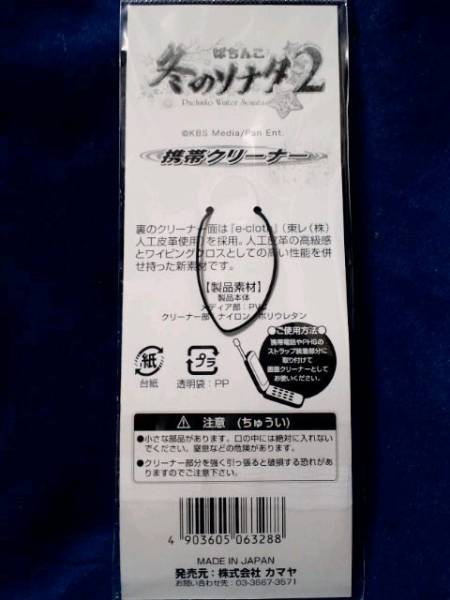 ぱちんこ
冬のソナタ2
Pachinko Winter Sonata
©KBS Media/Pan Ent.
携帯クリーナー
裏のクリーナー面は『e-cloth』(東レ(株)
人工皮革使用)を採用。人工皮革の高級感
とワイピングクロスとしての高い性能を併
せ持った新素材です。
【製品素材】
製品本体
メディア部:PVC
クリーナー部:ナイロン、ポリウレタン
ご使用方法
携帯電話やPHSの
ストラップ装着部分に
取り付けて
画面クリーナーとして
お使いください。
紙
台紙
プラ
透明袋:PP
注意(ちゅうい)
●小さな部品があります。口の中には絶対に入れない
でください。窒息などの危険があります。
●クリーナー部分を強く引っ張ると破損する恐れがあ
りますのでご注意下さい。
4 903605 063288
MADE IN JAPAN
発売元:株式会社 カマヤ
お問い合わせ先:03-3667-3571